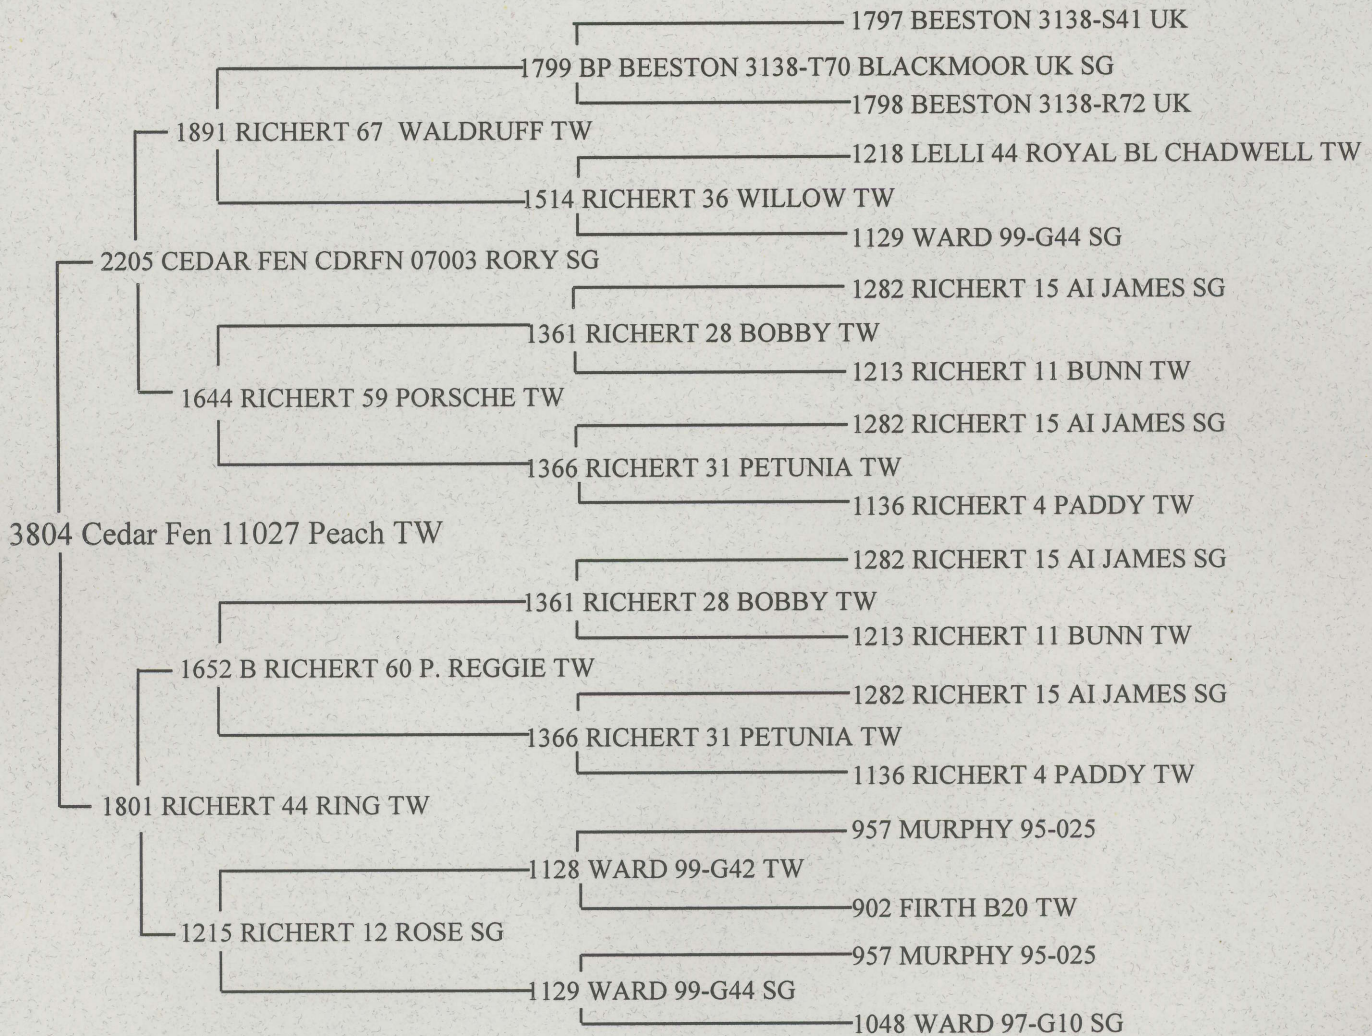 1797 BEESTON 3138-S41 UK
1799 BP BEESTON 3138-T70 BLACKMOOR UK SG
1798 BEESTON 3138-R72 UK
1891 RICHERT 67 WALDRUFF TW
1218 LELLI 44 ROYAL BL CHADWELL TW
1514 RICHERT 36 WILLOW TW
1129 WARD 99-G44 SG
2205 CEDAR FEN CDRFN 07003 RORY SG
1282 RICHERT 15 AI JAMES SG
1361 RICHERT 28 BOBBY TW
1213 RICHERT 11 BUNN TW
1644 RICHERT 59 PORSCHE TW
1282 RICHERT 15 AI JAMES SG
1366 RICHERT 31 PETUNIA TW
1136 RICHERT 4 PADDY TW
3804 Cedar Fen 11027 Peach TW
1282 RICHERT 15 AI JAMES SG
1361 RICHERT 28 BOBBY TW
1213 RICHERT 11 BUNN TW
1652 B RICHERT 60 P. REGGIE TW
1282 RICHERT 15 AI JAMES SG
1366 RICHERT 31 PETUNIA TW
1136 RICHERT 4 PADDY TW
1801 RICHERT 44 RING TW
957 MURPHY 95-025
1128 WARD 99-G42 TW
902 FIRTH B20 TW
1215 RICHERT 12 ROSE SG
957 MURPHY 95-025
1129 WARD 99-G44 SG
1048 WARD 97-G10 SG